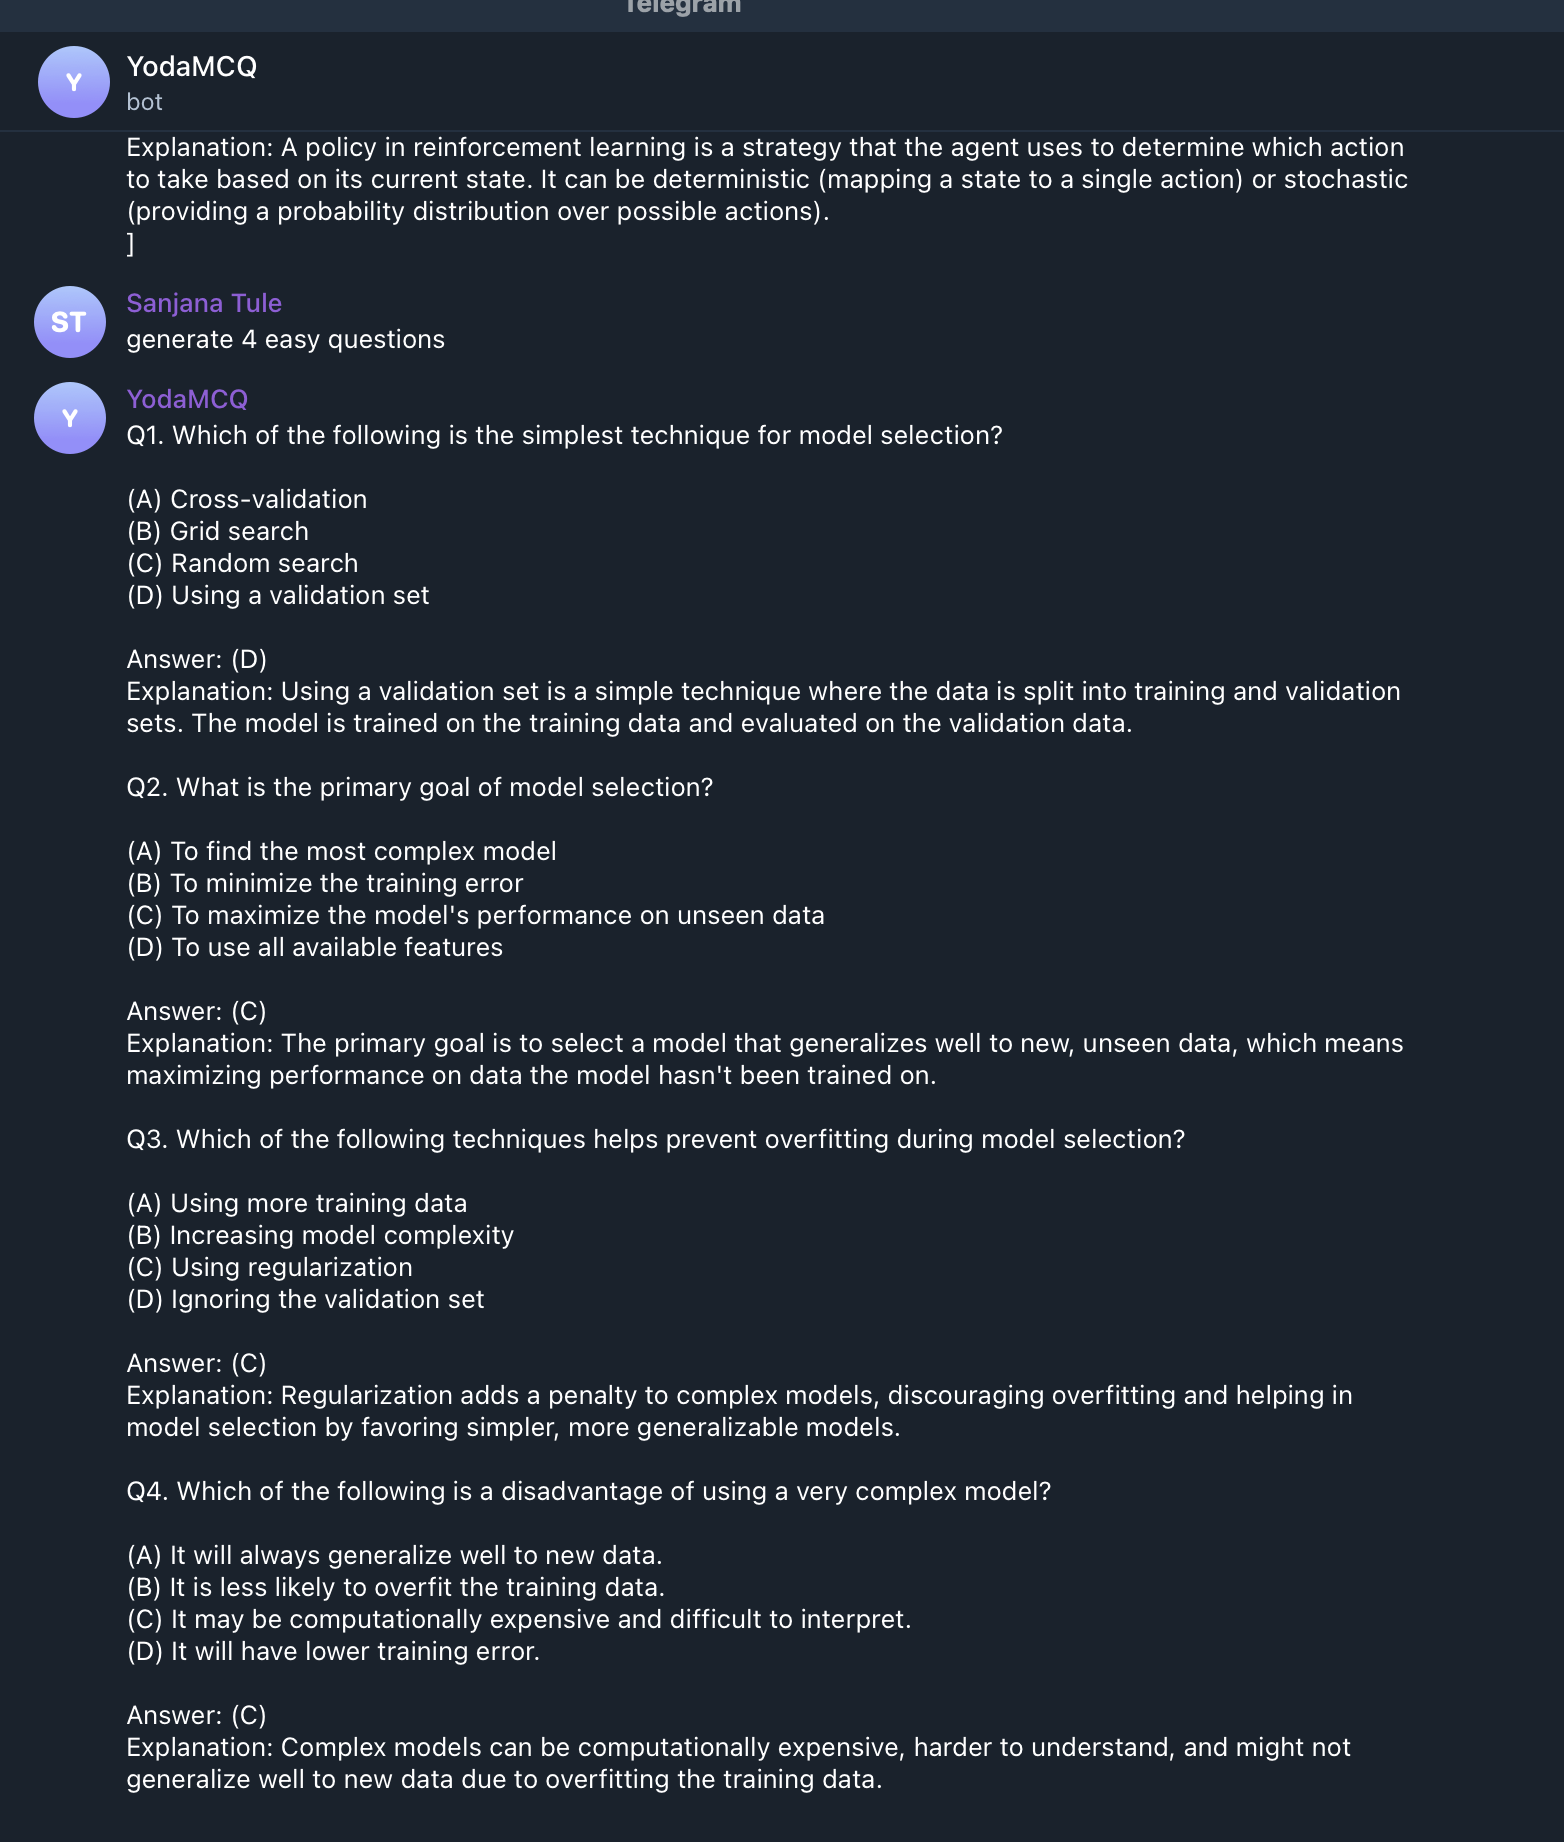 Telegram
Y
YodaMCQ
bot
Explanation: A policy in reinforcement learning is a strategy that the agent uses to determine which action
to take based on its current state. It can be deterministic (mapping a state to a single action) or stochastic
(providing a probability distribution over possible actions).
]
ST
Sanjana Tule
generate 4 easy questions
Y
YodaMCQ
Q1. Which of the following is the simplest technique for model selection?
(A) Cross-validation
(B) Grid search
(C) Random search
(D) Using a validation set
Answer: (D)
Explanation: Using a validation set is a simple technique where the data is split into training and validation
sets. The model is trained on the training data and evaluated on the validation data.
Q2. What is the primary goal of model selection?
(A) To find the most complex model
(B) To minimize the training error
(C) To maximize the model's performance on unseen data
(D) To use all available features
Answer: (C)
Explanation: The primary goal is to select a model that generalizes well to new, unseen data, which means
maximizing performance on data the model hasn't been trained on.
Q3. Which of the following techniques helps prevent overfitting during model selection?
(A) Using more training data
(B) Increasing model complexity
(C) Using regularization
(D) Ignoring the validation set
Answer: (C)
Explanation: Regularization adds a penalty to complex models, discouraging overfitting and helping in
model selection by favoring simpler, more generalizable models.
Q4. Which of the following is a disadvantage of using a very complex model?
(A) It will always generalize well to new data.
(B) It is less likely to overfit the training data.
(C) It may be computationally expensive and difficult to interpret.
(D) It will have lower training error.
Answer: (C)
Explanation: Complex models can be computationally expensive, harder to understand, and might not
generalize well to new data due to overfitting the training data.